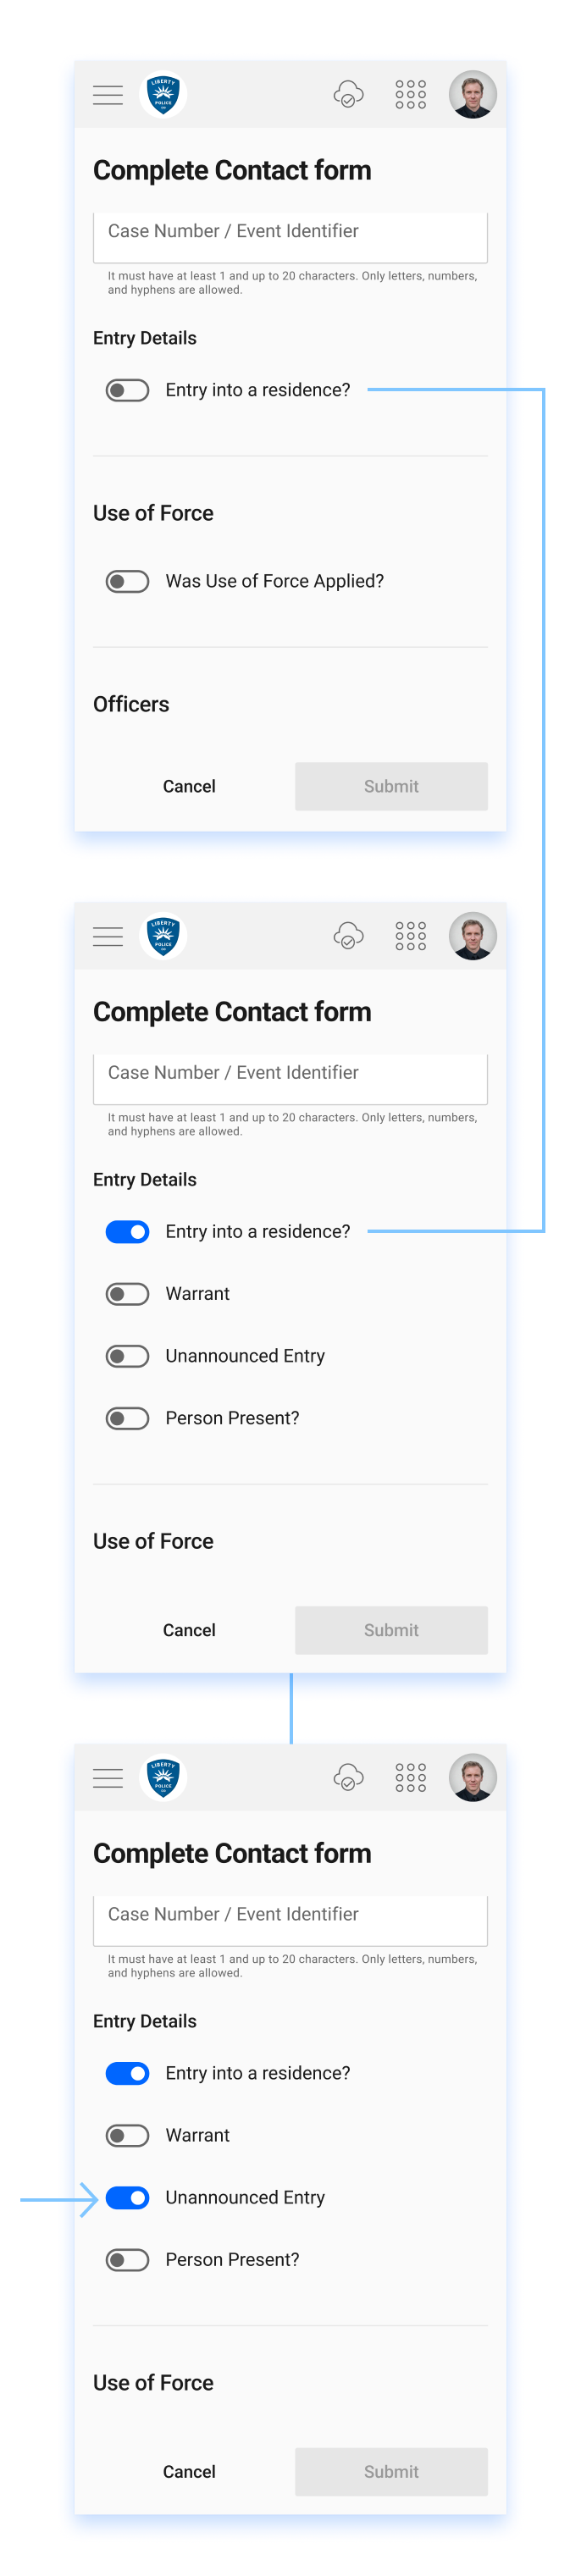 LIBERTY
POLICE
Complete Contact form
Case Number / Event Identifier
It must have at least 1 and up to 20 characters. Only letters, numbers,
and hyphens are allowed.
Entry Details
Entry into a residence?
Use of Force
Was Use of Force Applied?
Officers
Cancel
Submit
LIBERTY
POLICE
Complete Contact form
Case Number / Event Identifier
It must have at least 1 and up to 20 characters. Only letters, numbers,
and hyphens are allowed.
Entry Details
Entry into a residence?
Warrant
Unannounced Entry
Person Present?
Use of Force
Cancel
Submit
LIBERTY
POLICE
Complete Contact form
Case Number / Event Identifier
It must have at least 1 and up to 20 characters. Only letters, numbers,
and hyphens are allowed.
Entry Details
Entry into a residence?
Warrant
Unannounced Entry
Person Present?
Use of Force
Cancel
Submit